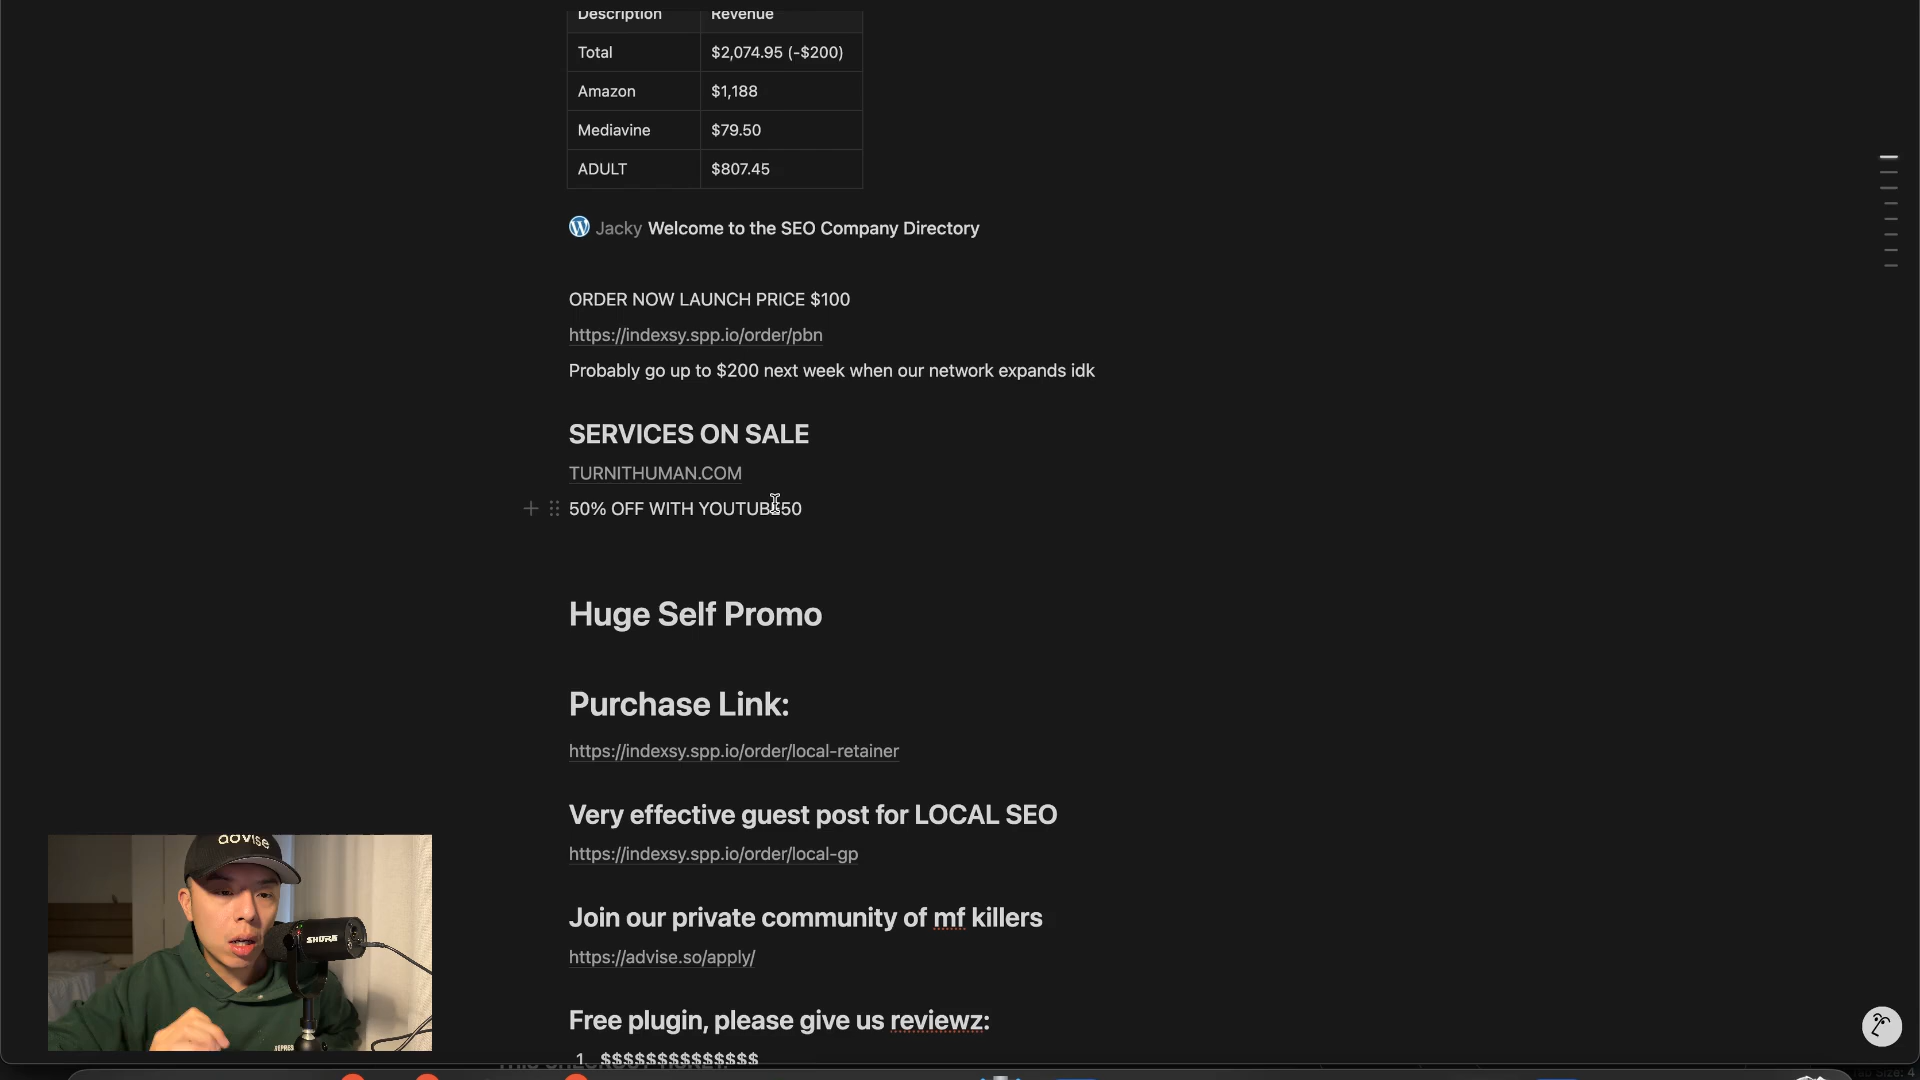 Description Revenue
Total $2,074.95 (-$200)
Amazon $1,188
Mediavine $79.50
ADULT $807.45
Jacky Welcome to the SEO Company Directory
ORDER NOW LAUNCH PRICE $100
https://indexsy.spp.io/order/pbn
Probably go up to $200 next week when our network expands idk
SERVICES ON SALE
TURNITHUMAN.COM
50% OFF WITH YOUTUBE50
Huge Self Promo
Purchase Link:
https://indexsy.spp.io/order/local-retainer
Very effective guest post for LOCAL SEO
https://indexsy.spp.io/order/local-gp
Join our private community of mf killers
https://advise.so/apply/
Free plugin, please give us reviewz:
1. $$$$$$$$$$$$$$
advise
SHURE